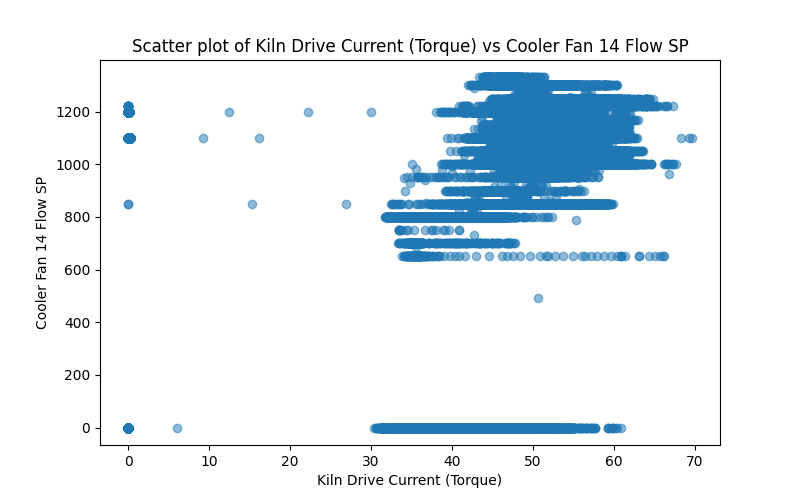 Scatter plot of Kiln Drive Current (Torque) vs Cooler Fan 14 Flow SP
Cooler Fan 14 Flow SP
1200
1000
800
600
400
200
0
0 10 20 30 40 50 60 70
Kiln Drive Current (Torque)